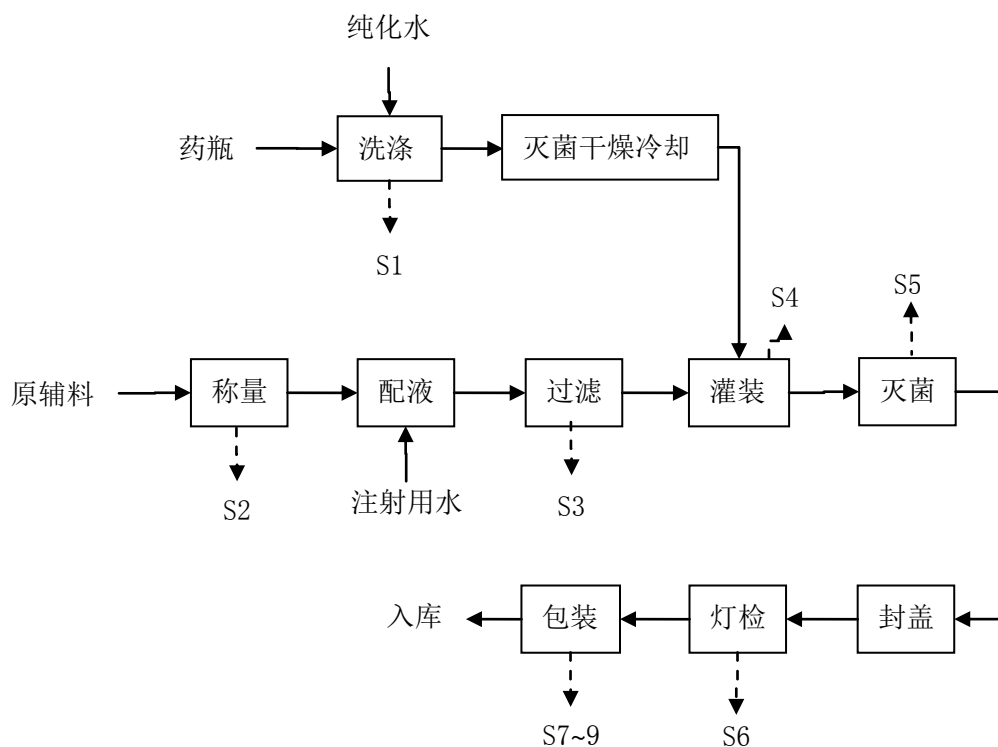 纯化水
药瓶
洗涤
灭菌干燥冷却
S1
S4
S5
原辅料
称量
配液
过滤
灌装
灭菌
S2
注射用水
S3
入库
包装
灯检
封盖
S7~9
S6